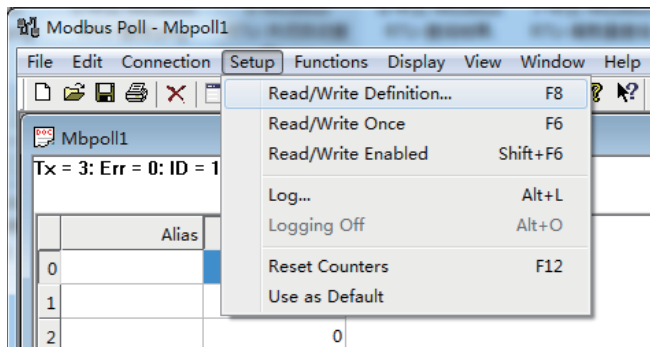 Modbus Poll - Mbpoll1
File Edit Connection Setup Functions Display View Window Help
Read/Write Definition... F8
Read/Write Once F6
Mbpoll1
Read/Write Enabled Shift+F6
Tx = 3: Err = 0: ID = 1
Log... Alt+L
Logging Off Alt+O
Alias
Reset Counters F12
0
Use as Default
1
2 0